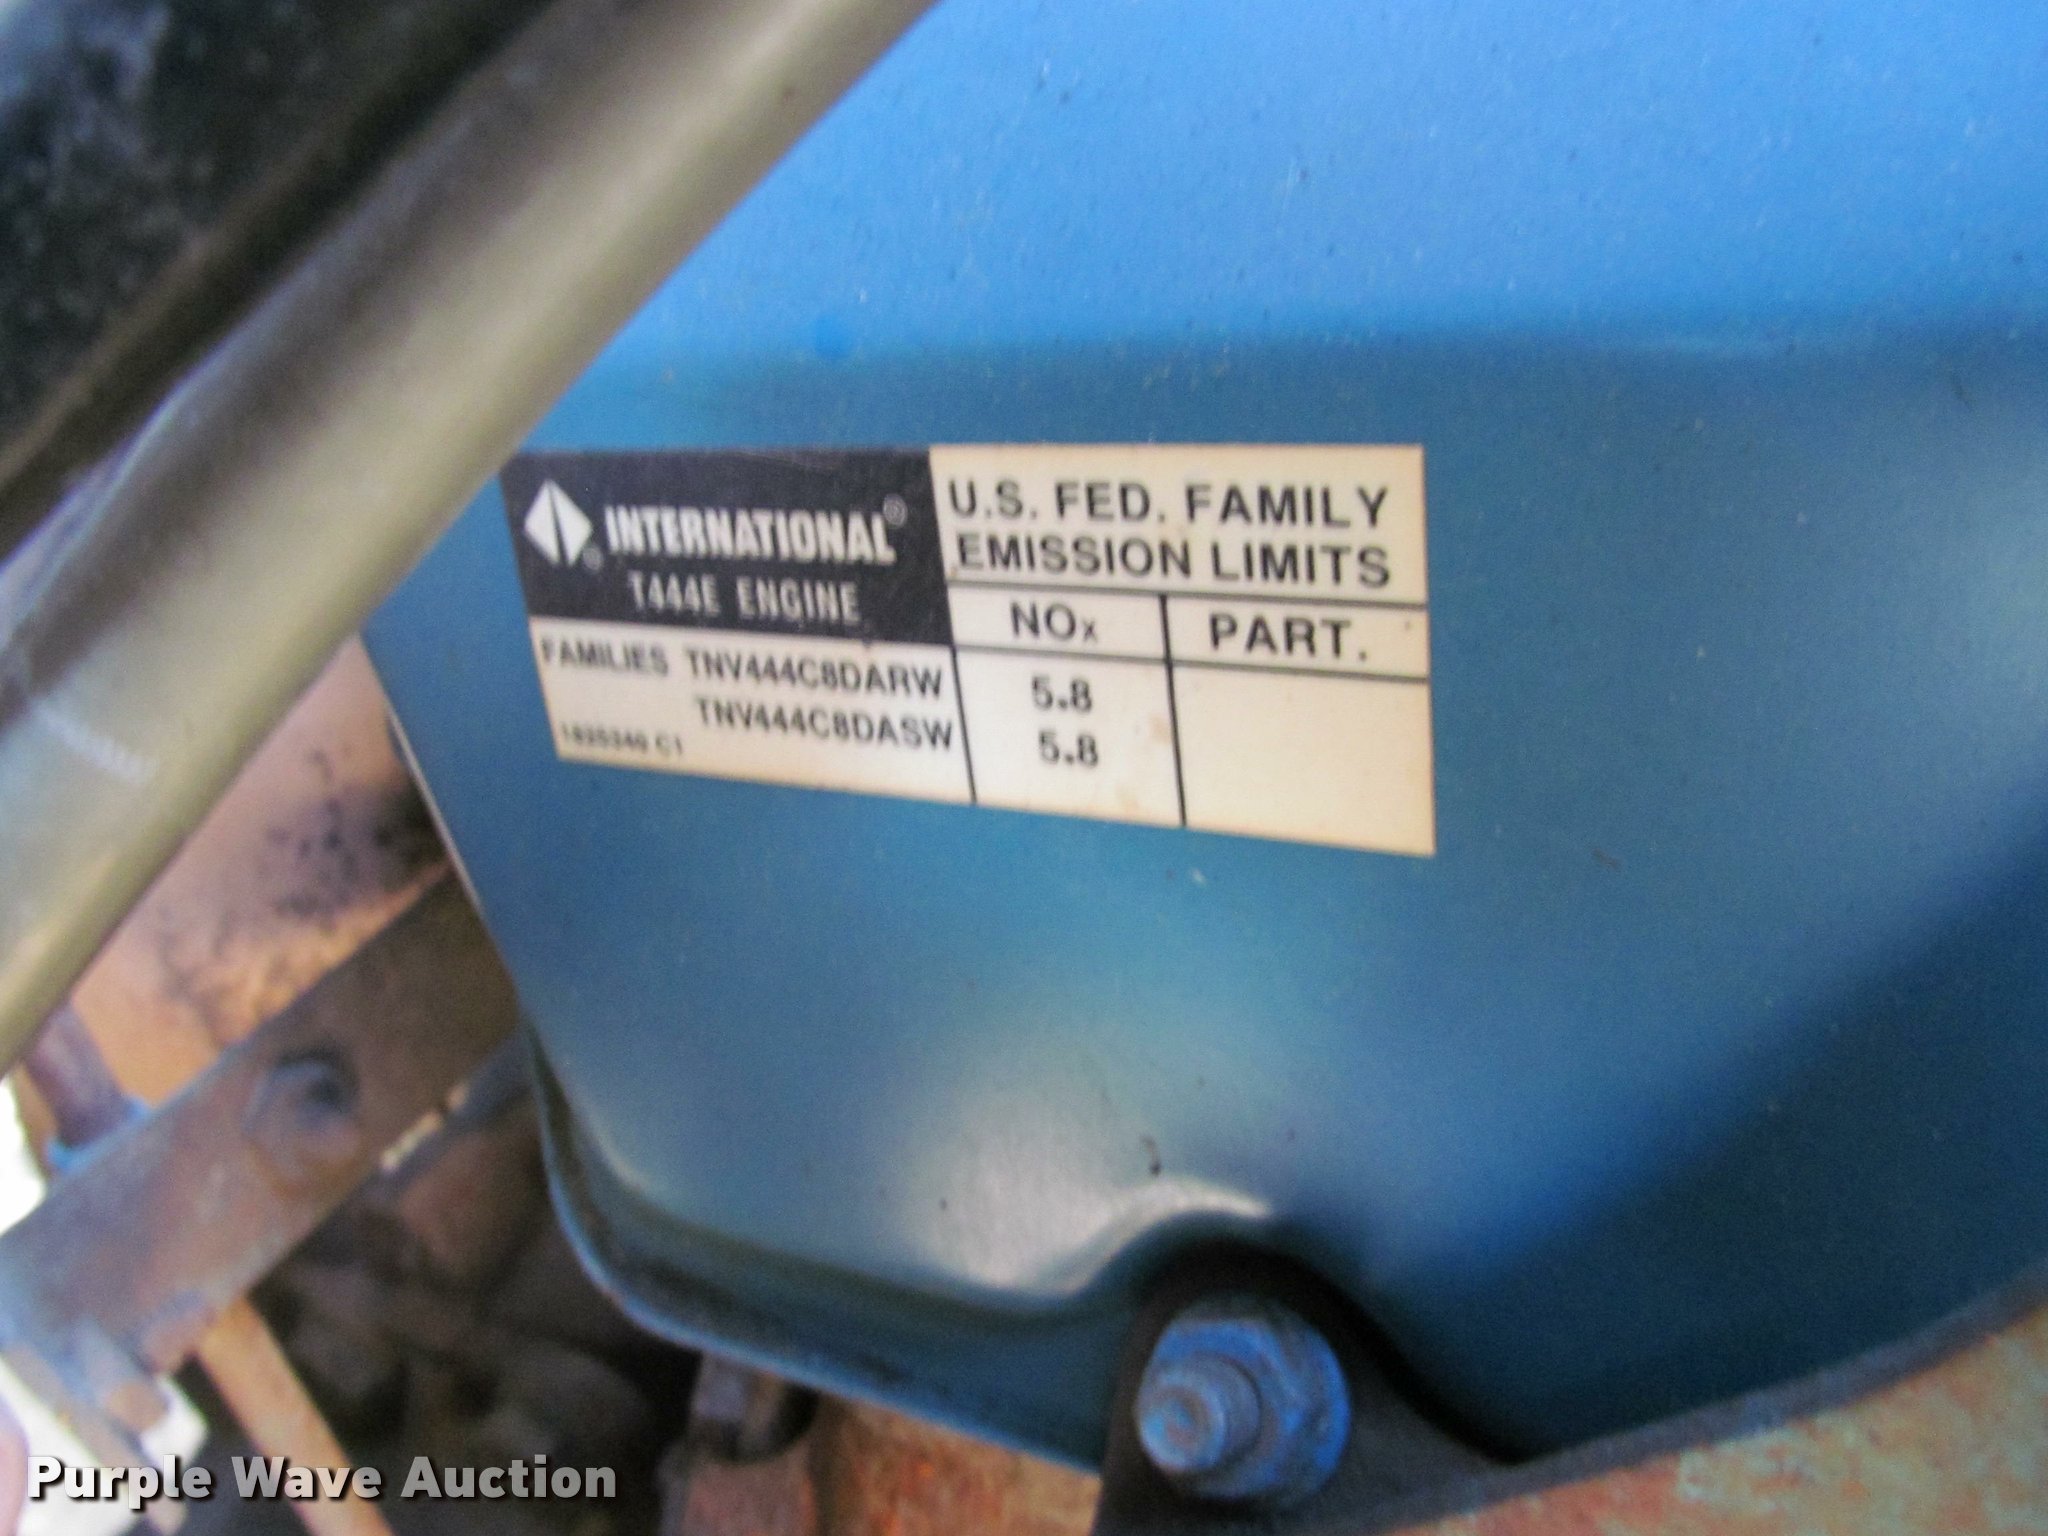 INTERNATIONAL®
®
T444E ENGINE
U.S. FED. FAMILY
EMISSION LIMITS
NOx PART.
FAMILIES TNV444C8DARW 5.8
TNV444C8DASW 5.8
C1
Purple Wave Auction